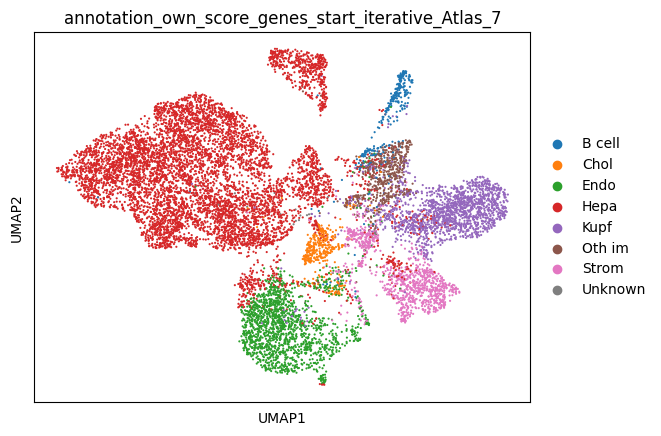 annotation_own_score_genes_start_iterative_Atlas_7
UMAP2
UMAP1
B cell
Chol
Endo
Hepa
Kupf
Oth im
Strom
Unknown